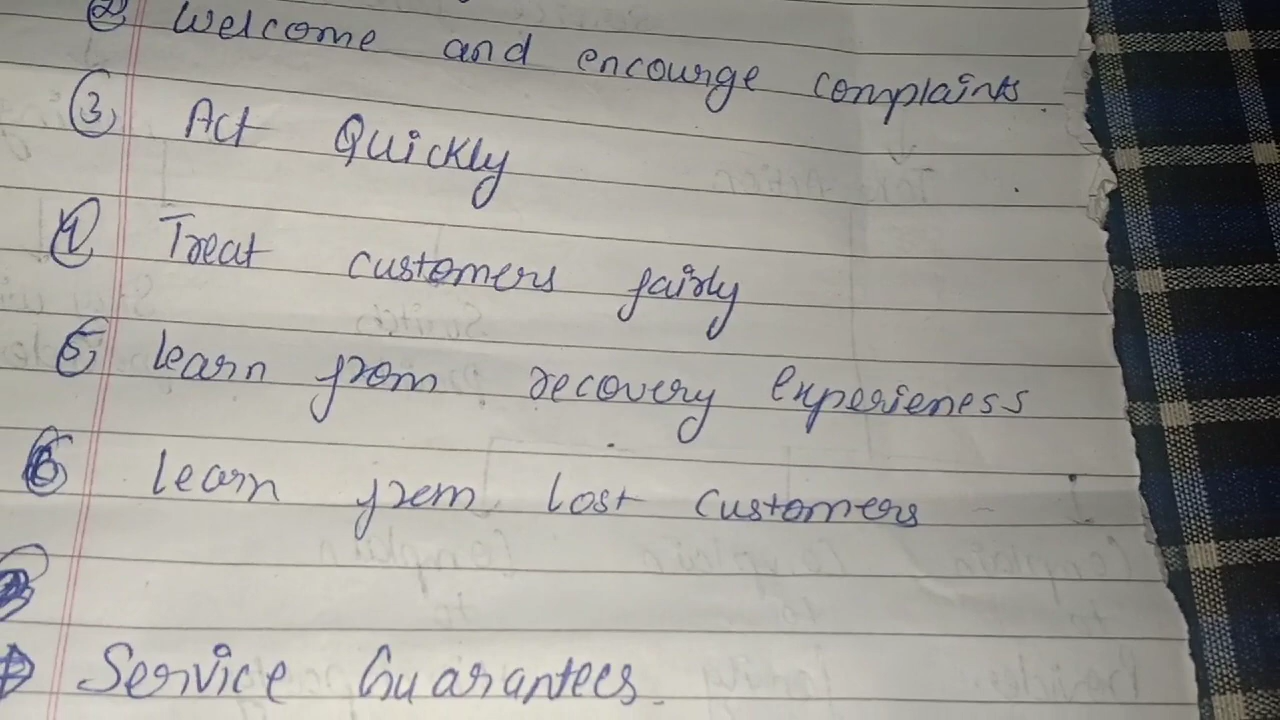 ② Welcome and encourge complaints.
③ Act Quickly
④ Treat customers fairly
⑤ learn from recovery experieness
⑥ learn from lost customers
Service Guarantees.